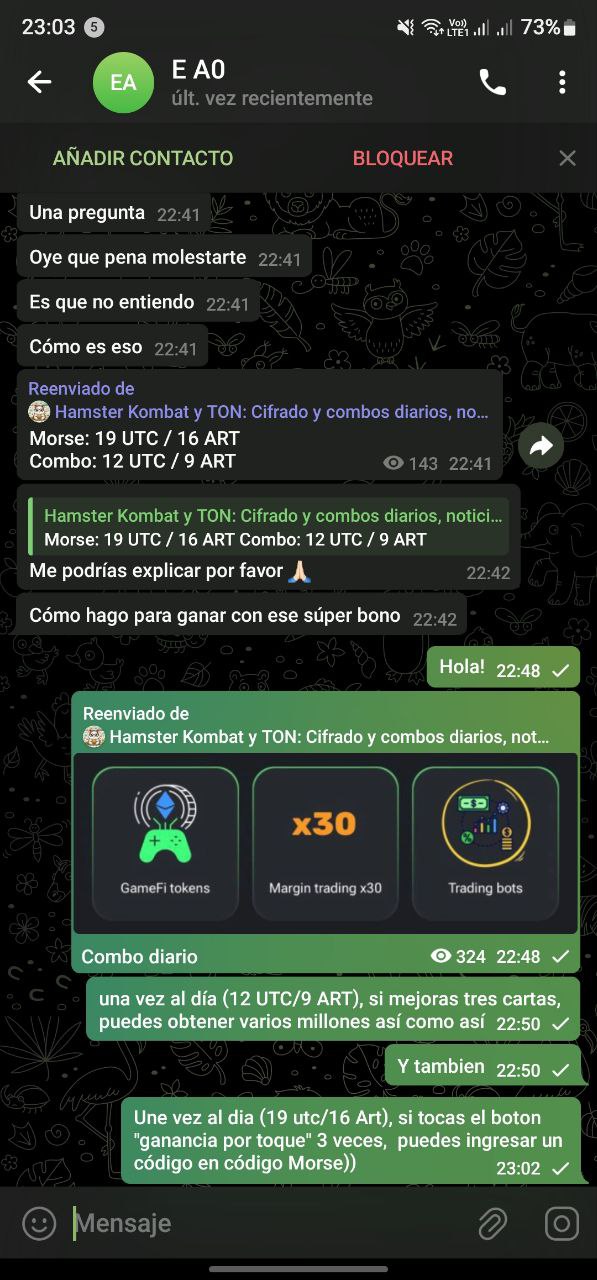 23:03 5 Vo)) LTE1 73%
EA E A0
últ. vez recientemente
AÑADIR CONTACTO BLOQUEAR
Una pregunta 22:41
Oye que pena molestarte 22:41
Es que no entiendo 22:41
Cómo es eso 22:41
Reenviado de
Hamster Kombat y TON: Cifrado y combos diarios, no...
Morse: 19 UTC / 16 ART
Combo: 12 UTC / 9 ART 143 22:41
Hamster Kombat y TON: Cifrado y combos diarios, notici...
Morse: 19 UTC / 16 ART Combo: 12 UTC / 9 ART
Me podrías explicar por favor 🙏🏻 22:42
Cómo hago para ganar con ese súper bono 22:42
Hola! 22:48
Reenviado de
Hamster Kombat y TON: Cifrado y combos diarios, not...
x30
GameFi tokens Margin trading x30 Trading bots
Combo diario 324 22:48
una vez al día (12 UTC/9 ART), si mejoras tres cartas,
puedes obtener varios millones así como así 22:50
Y tambien 22:50
Une vez al dia (19 utc/16 Art), si tocas el boton
"ganancia por toque" 3 veces, puedes ingresar un
código en código Morse)) 23:02
Mensaje